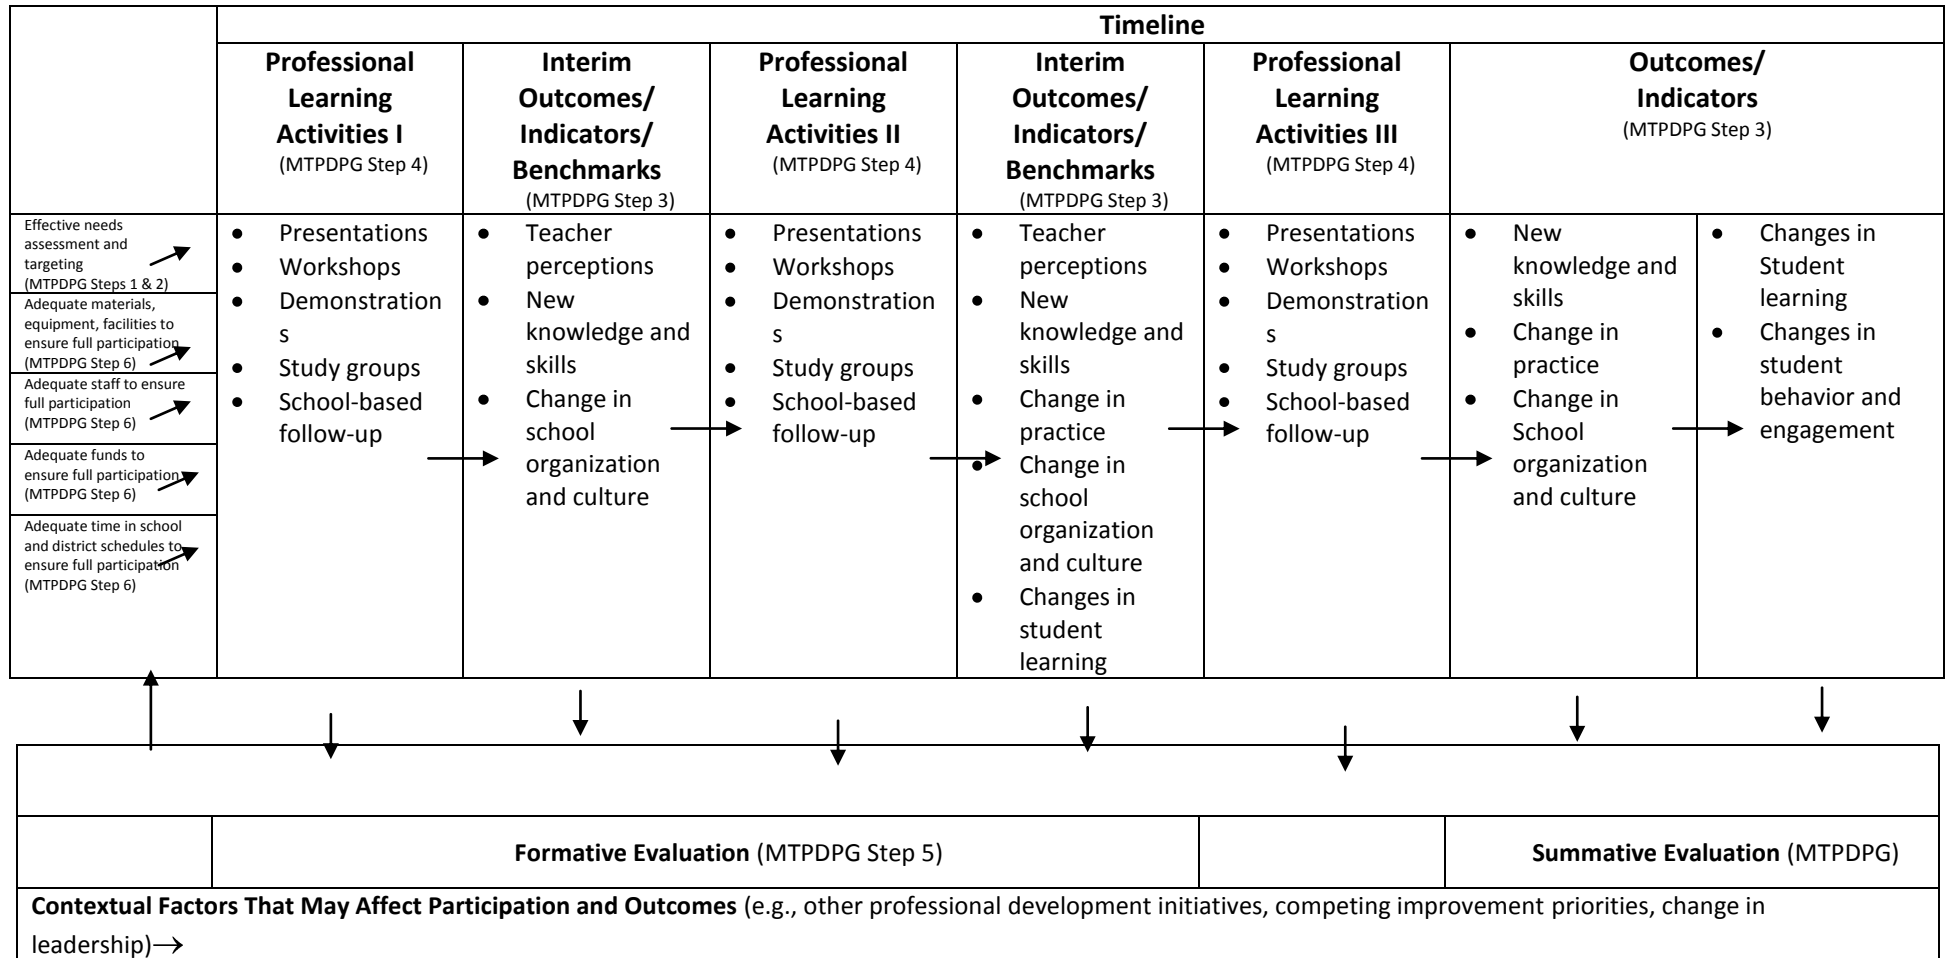 Timeline
Professional
Learning
Activities I
(MTPDPG Step 4)
Interim
Outcomes/
Indicators/
Benchmarks
(MTPDPG Step 3)
Professional
Learning
Activities II
(MTPDPG Step 4)
Interim
Outcomes/
Indicators/
Benchmarks
(MTPDPG Step 3)
Professional
Learning
Activities III
(MTPDPG Step 4)
Outcomes/
Indicators
(MTPDPG Step 3)
Effective needs
assessment and
targeting
(MTPDPG Steps 1 & 2)
Adequate materials,
equipment, facilities to
ensure full participation
(MTPDPG Step 6)
Adequate staff to ensure
full participation
(MTPDPG Step 6)
Adequate funds to
ensure full participation
(MTPDPG Step 6)
Adequate time in school
and district schedules to
ensure full participation
(MTPDPG Step 6)
• Presentations
• Workshops
• Demonstration
s
• Study groups
• School-based
follow-up
• Teacher
perceptions
• New
knowledge and
skills
• Change in
school
organization
and culture
• Presentations
• Workshops
• Demonstration
s
• Study groups
• School-based
follow-up
• Teacher
perceptions
• New
knowledge and
skills
• Change in
practice
• Change in
school
organization
and culture
• Changes in
student
learning
• Presentations
• Workshops
• Demonstration
s
• Study groups
• School-based
follow-up
• New
knowledge and
skills
• Change in
practice
• Change in
School
organization
and culture
• Changes in
Student
learning
• Changes in
student
behavior and
engagement
Formative Evaluation (MTPDPG Step 5)
Summative Evaluation (MTPDPG)
Contextual Factors That May Affect Participation and Outcomes (e.g., other professional development initiatives, competing improvement priorities, change in
leadership)→